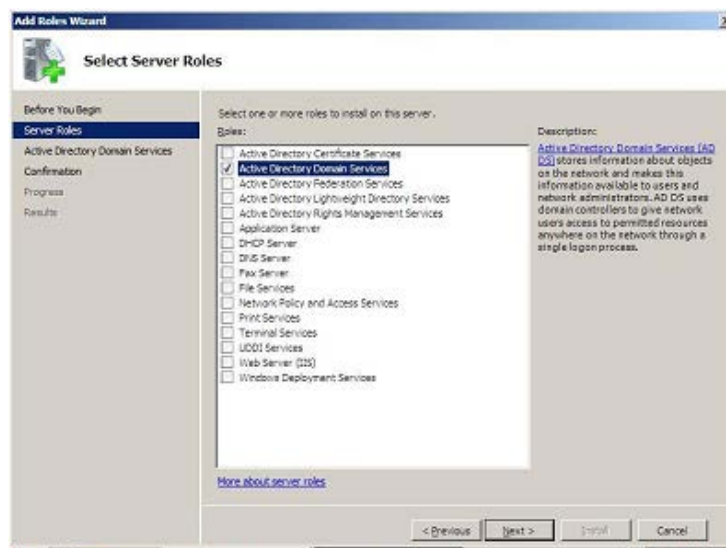 Add Roles Wizard
Select Server Roles
Before You Begin
Server Roles
Active Directory Domain Services
Confirmation
Progress
Results
Select one or more roles to install on this server.
Roles:
Active Directory Certificate Services
Active Directory Domain Services
Active Directory Federation Services
Active Directory Lightweight Directory Services
Active Directory Rights Management Services
Application Server
DHCP Server
DNS Server
Fax Server
File Services
Network Policy and Access Services
Print Services
Terminal Services
UDDI Services
Web Server (IIS)
Windows Deployment Services
More about server roles
Description:
Active Directory Domain Services (AD
DS) stores information about objects
on the network and makes this
information available to users and
network administrators. AD DS uses
domain controllers to give network
users access to permitted resources
anywhere on the network through a
single logon process.
< Previous
Next >
Install
Cancel